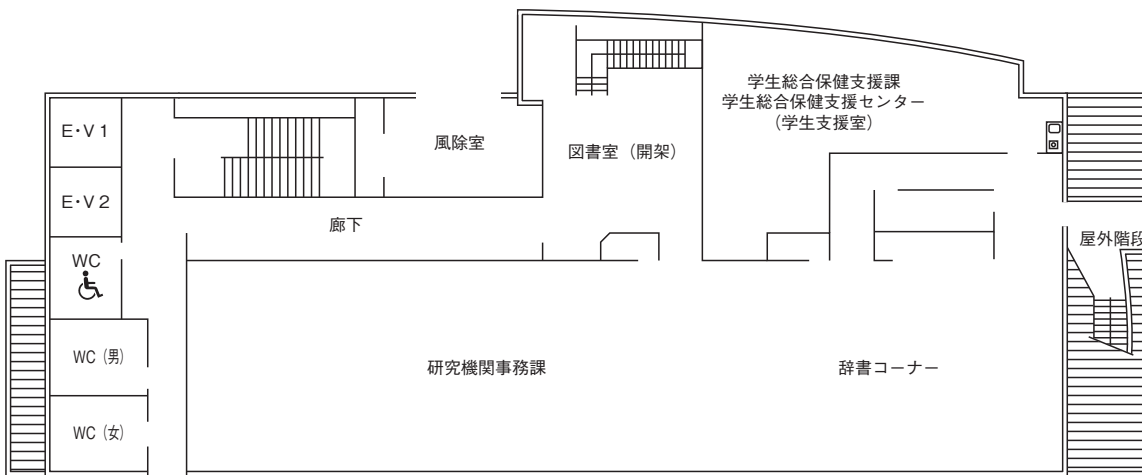 学生総合保健支援課
学生総合保健支援センター
（学生支援室）
E・V 1
風除室
図書室（開架）
E・V 2
廊下
屋外階段
WC
WC（男）
研究機関事務課
辞書コーナー
WC（女）